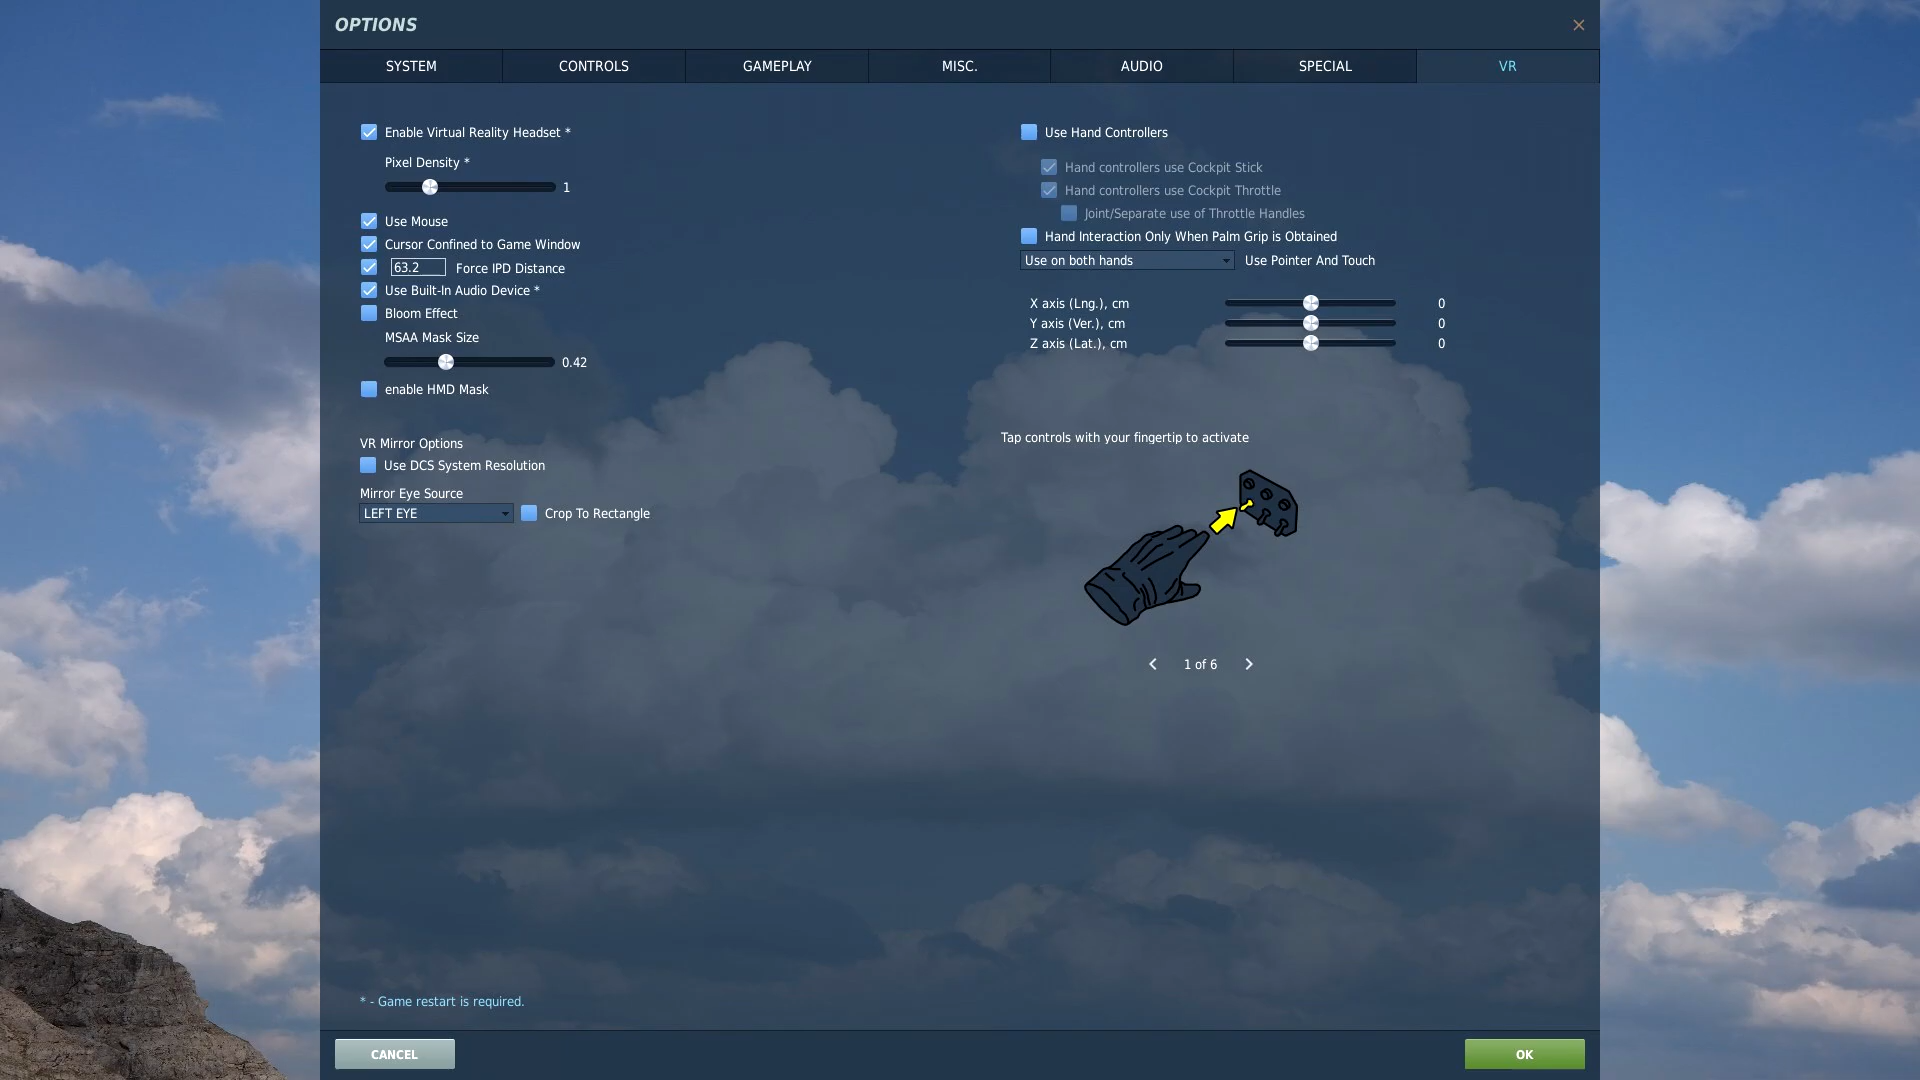 OPTIONS
SYSTEM CONTROLS GAMEPLAY MISC. AUDIO SPECIAL VR
Enable Virtual Reality Headset *
Pixel Density *
1
Use Mouse
Cursor Confined to Game Window
63.2 Force IPD Distance
Use Built-In Audio Device *
Bloom Effect
MSAA Mask Size
0.42
enable HMD Mask
VR Mirror Options
Use DCS System Resolution
Mirror Eye Source
LEFT EYE Crop To Rectangle
Use Hand Controllers
Hand controllers use Cockpit Stick
Hand controllers use Cockpit Throttle
Joint/Separate use of Throttle Handles
Hand Interaction Only When Palm Grip is Obtained
Use on both hands Use Pointer And Touch
X axis (Lng.), cm 0
Y axis (Ver.), cm 0
Z axis (Lat.), cm 0
Tap controls with your fingertip to activate
1 of 6
* - Game restart is required.
CANCEL OK